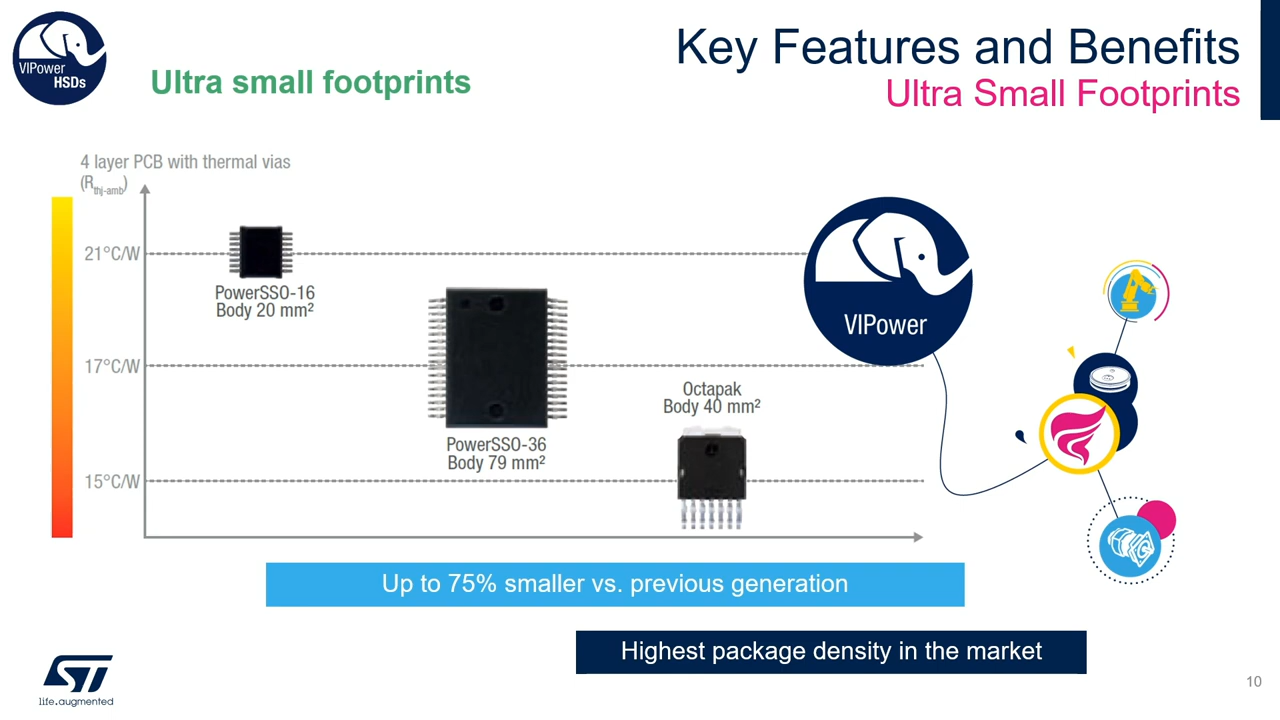 VIPower
HSDs
Ultra small footprints
Key Features and Benefits
Ultra Small Footprints
4 layer PCB with thermal vias
(Rthj-amb)
21°C/W
PowerSSO-16
Body 20 mm²
VIPower
17°C/W
Octapak
Body 40 mm²
PowerSSO-36
Body 79 mm²
15°C/W
Up to 75% smaller vs. previous generation
Highest package density in the market
ST
life.augmented
10